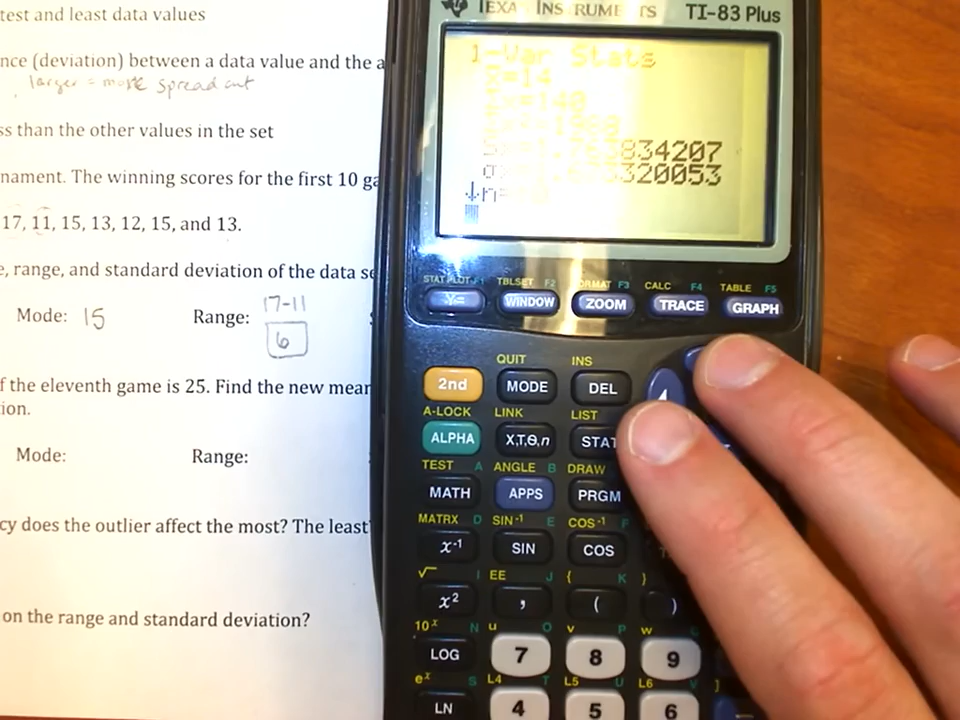 test and least data values
nce (deviation) between a data value and the a
larger = more spread out
ss than the other values in the set
nament. The winning scores for the first 10 ga
17, 11, 15, 13, 12, 15, and 13.
e, range, and standard deviation of the data se
Mode: 15 Range: 17-11
6
f the eleventh game is 25. Find the new mear
ion.
Mode: Range:
cy does the outlier affect the most? The least
on the range and standard deviation?
TEXAS INSTRUMENTS TI-83 Plus
1-Var Stats
x̄=14
Σx=140
834207
320053
↓n=
STAT PLOT F1 TBLSET F2 FORMAT F3 CALC F4 TABLE F5
Y= WINDOW ZOOM TRACE GRAPH
QUIT INS
2nd MODE DEL
A-LOCK LINK LIST
ALPHA X,T,θ,n STAT
TEST A ANGLE B DRAW
MATH APPS PRGM
MATRX D SIN⁻¹ E COS⁻¹ F
x⁻¹ SIN COS
√ I EE J { K }
x² , ( )
10ˣ N u O v P w
LOG 7 8 9
eˣ S L4 T L5 U L6 V ]
LN 4 5 6